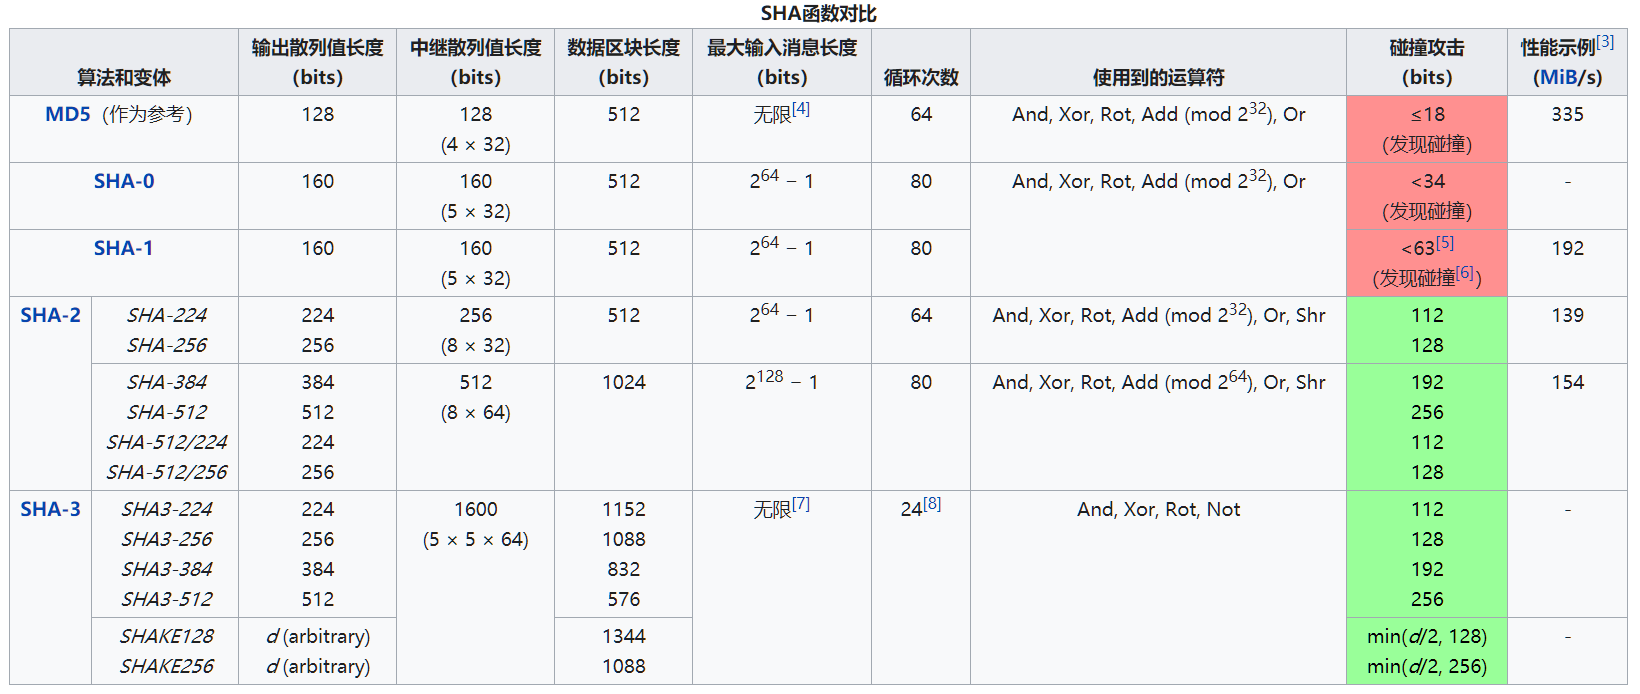 SHA函数对比
算法和变体 输出散列值长度 (bits) 中继散列值长度 (bits) 数据区块长度 (bits) 最大输入消息长度 (bits) 循环次数 使用到的运算符 碰撞攻击 (bits) 性能示例[3] (MiB/s)
MD5（作为参考） 128 128 512 无限[4] 64 And, Xor, Rot, Add (mod 2^32), Or ≤18 335
(4 × 32) (发现碰撞)
SHA-0 160 160 512 2^64 − 1 80 And, Xor, Rot, Add (mod 2^32), Or <34 -
(5 × 32) (发现碰撞)
SHA-1 160 160 512 2^64 − 1 80 <63[5] 192
(5 × 32) (发现碰撞[6])
SHA-2 SHA-224 224 256 512 2^64 − 1 64 And, Xor, Rot, Add (mod 2^32), Or, Shr 112 139
SHA-256 256 (8 × 32) 128
SHA-384 384 512 1024 2^128 − 1 80 And, Xor, Rot, Add (mod 2^64), Or, Shr 192 154
SHA-512 512 (8 × 64) 256
SHA-512/224 224 112
SHA-512/256 256 128
SHA-3 SHA3-224 224 1600 1152 无限[7] 24[8] And, Xor, Rot, Not 112 -
SHA3-256 256 (5 × 5 × 64) 1088 128
SHA3-384 384 832 192
SHA3-512 512 576 256
SHAKE128 d (arbitrary) 1344 min(d/2, 128) -
SHAKE256 d (arbitrary) 1088 min(d/2, 256)